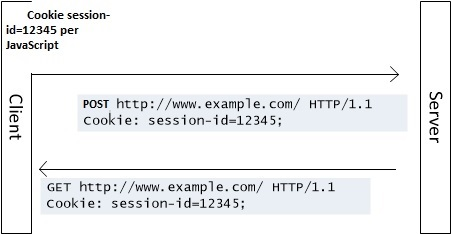 Cookie session-
id=12345 per
JavaScript
Client
POST http://www.example.com/ HTTP/1.1
Cookie: session-id=12345;
GET http://www.example.com/ HTTP/1.1
Cookie: session-id=12345;
Server